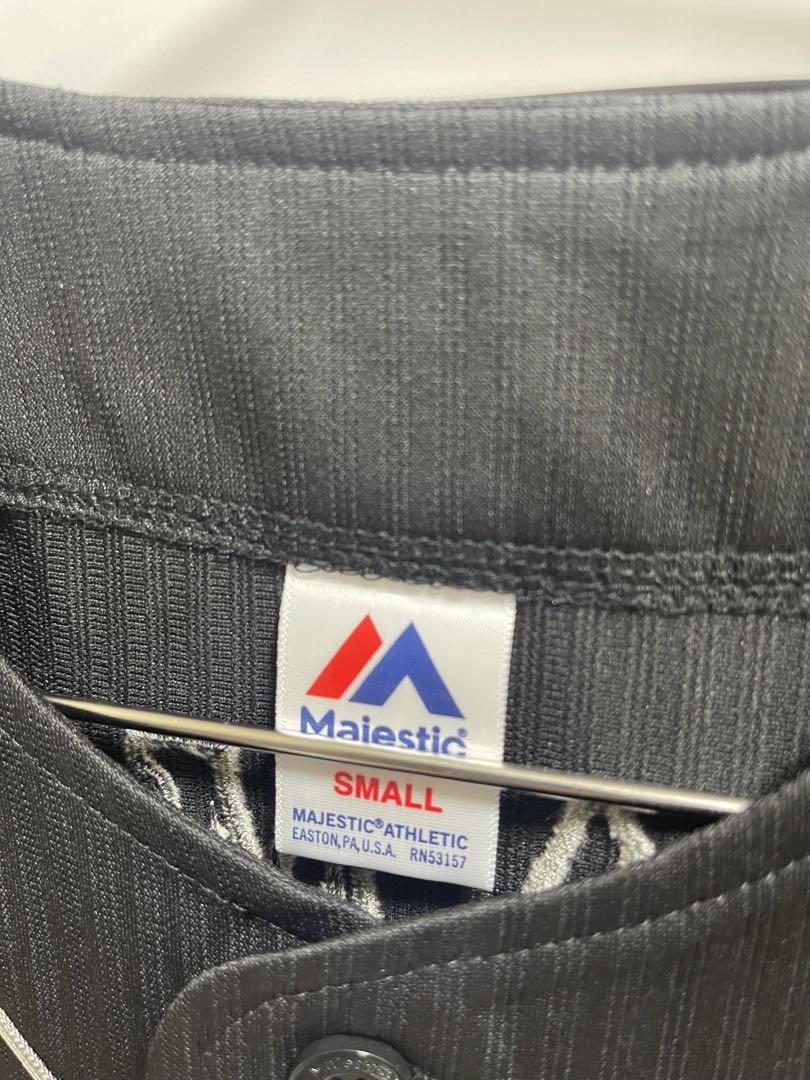 Majestic®
SMALL
MAJESTIC®ATHLETIC
EASTON, PA, U.S.A. RN53157